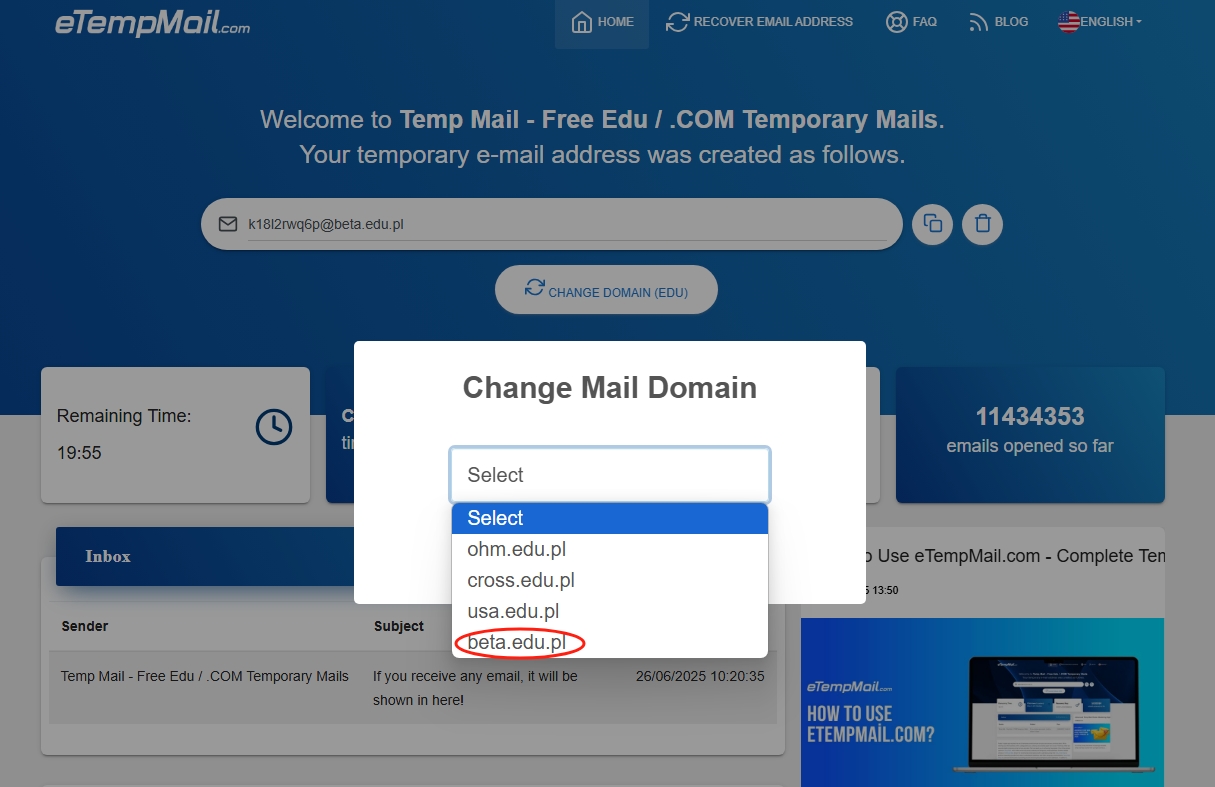 eTempMail.com
HOME
RECOVER EMAIL ADDRESS
FAQ
BLOG
ENGLISH
Welcome to Temp Mail - Free Edu / .COM Temporary Mails.
Your temporary e-mail address was created as follows.
k18l2rwq6p@beta.edu.pl
CHANGE DOMAIN (EDU)
Change Mail Domain
Select
Select
ohm.edu.pl
cross.edu.pl
usa.edu.pl
beta.edu.pl
Remaining Time:
19:55
11434353
emails opened so far
Inbox
Sender
Subject
Temp Mail - Free Edu / .COM Temporary Mails
If you receive any email, it will be
shown in here!
26/06/2025 10:20:35
Use eTempMail.com - Complete Tem
13:50
eTempMail.com
HOW TO USE
ETEMPMAIL.COM?